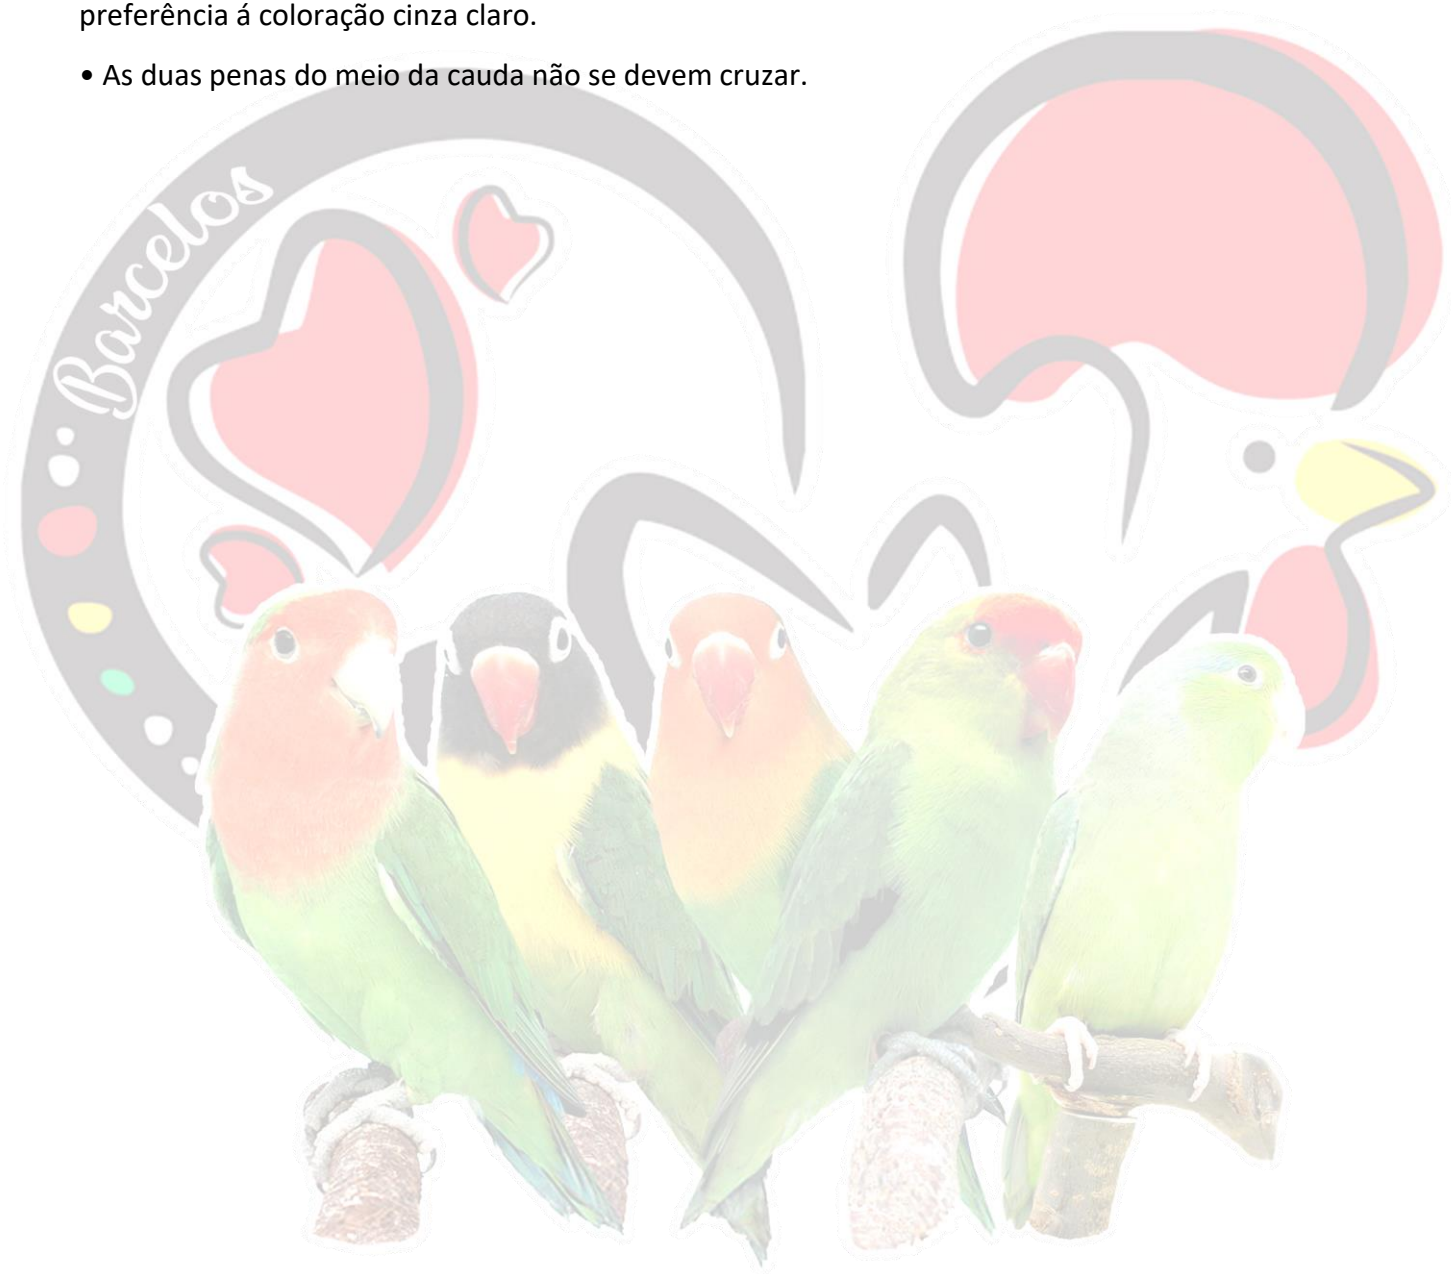 preferência á coloração cinza claro.
• As duas penas do meio da cauda não se devem cruzar.
Barcelos